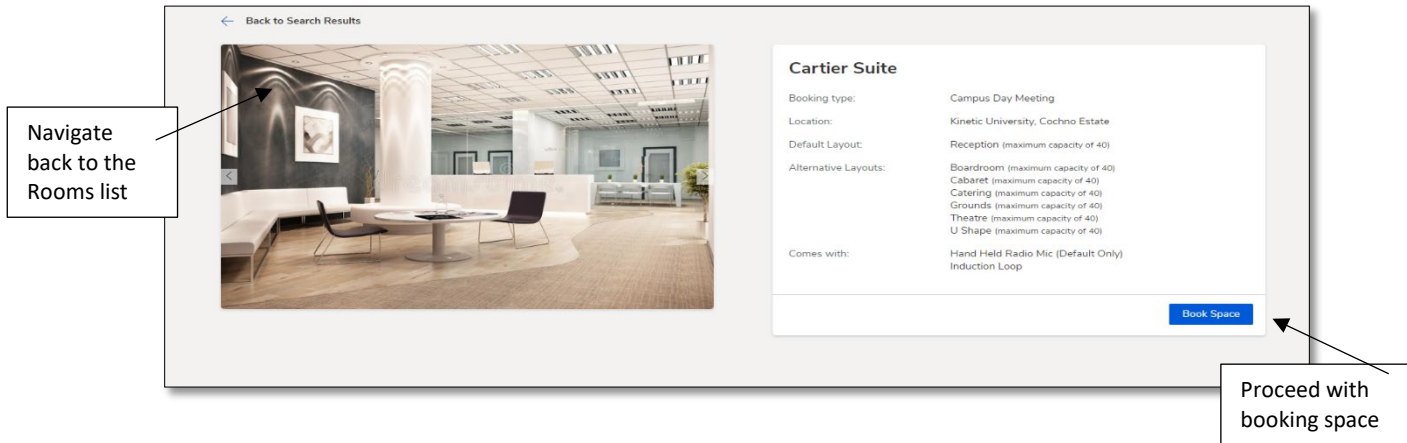 Back to Search Results
Navigate
back to the
Rooms list
Cartier Suite
Booking type: Campus Day Meeting
Location: Kinetic University, Cochno Estate
Default Layout: Reception (maximum capacity of 40)
Alternative Layouts: Boardroom (maximum capacity of 40)
Cabaret (maximum capacity of 40)
Catering (maximum capacity of 40)
Grounds (maximum capacity of 40)
Theatre (maximum capacity of 40)
U Shape (maximum capacity of 40)
Comes with: Hand Held Radio Mic (Default Only)
Induction Loop
Book Space
Proceed with
booking space